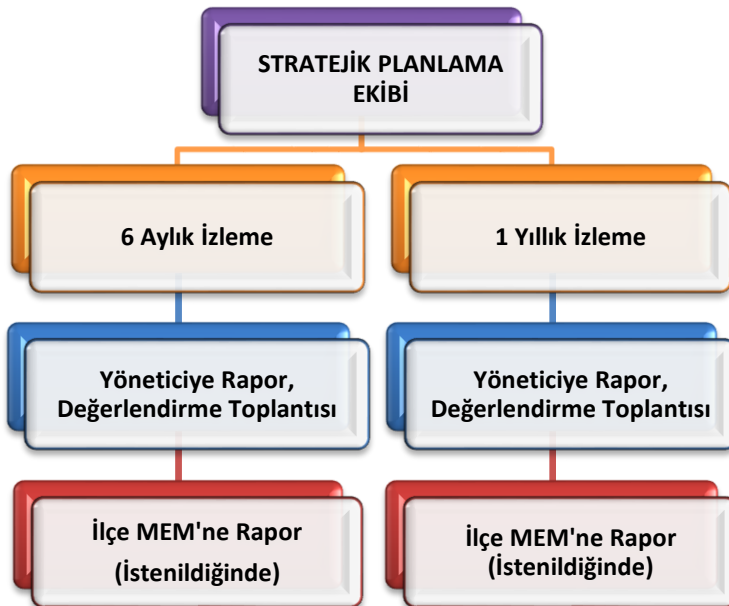 STRATEJİK PLANLAMA
EKİBİ
6 Aylık İzleme
1 Yıllık İzleme
Yöneticiye Rapor,
Değerlendirme Toplantısı
Yöneticiye Rapor,
Değerlendirme Toplantısı
İlçe MEM'ne Rapor
(İstenildiğinde)
İlçe MEM'ne Rapor
(İstenildiğinde)